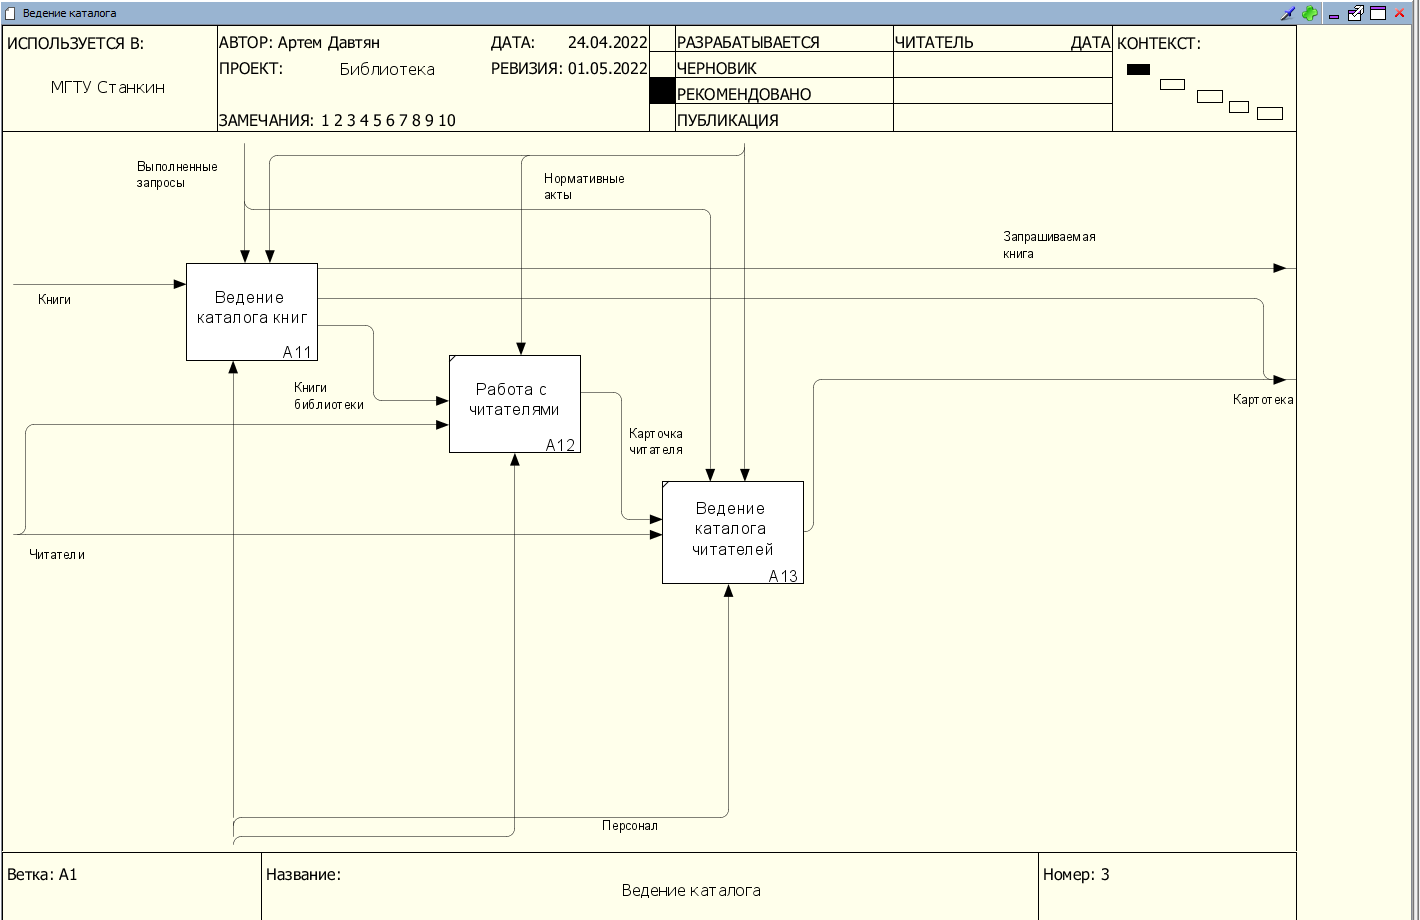 Ведение каталога
ИСПОЛЬЗУЕТСЯ В:
МГТУ Станкин
АВТОР: Артем Давтян
ДАТА: 24.04.2022
ПРОЕКТ: Библиотека
РЕВИЗИЯ: 01.05.2022
ЗАМЕЧАНИЯ: 1 2 3 4 5 6 7 8 9 10
РАЗРАБАТЫВАЕТСЯ
ЧЕРНОВИК
РЕКОМЕНДОВАНО
ПУБЛИКАЦИЯ
ЧИТАТЕЛЬ ДАТА
КОНТЕКСТ:
Выполненные
запросы
Нормативные
акты
Запрашиваемая
книга
Книги
Ведение
каталога книг
A11
Книги
библиотеки
Работа с
читателями
A12
Картотека
Карточка
читателя
Ведение
каталога
читателей
A13
Читатели
Персонал
Ветка: A1
Название:
Ведение каталога
Номер: 3